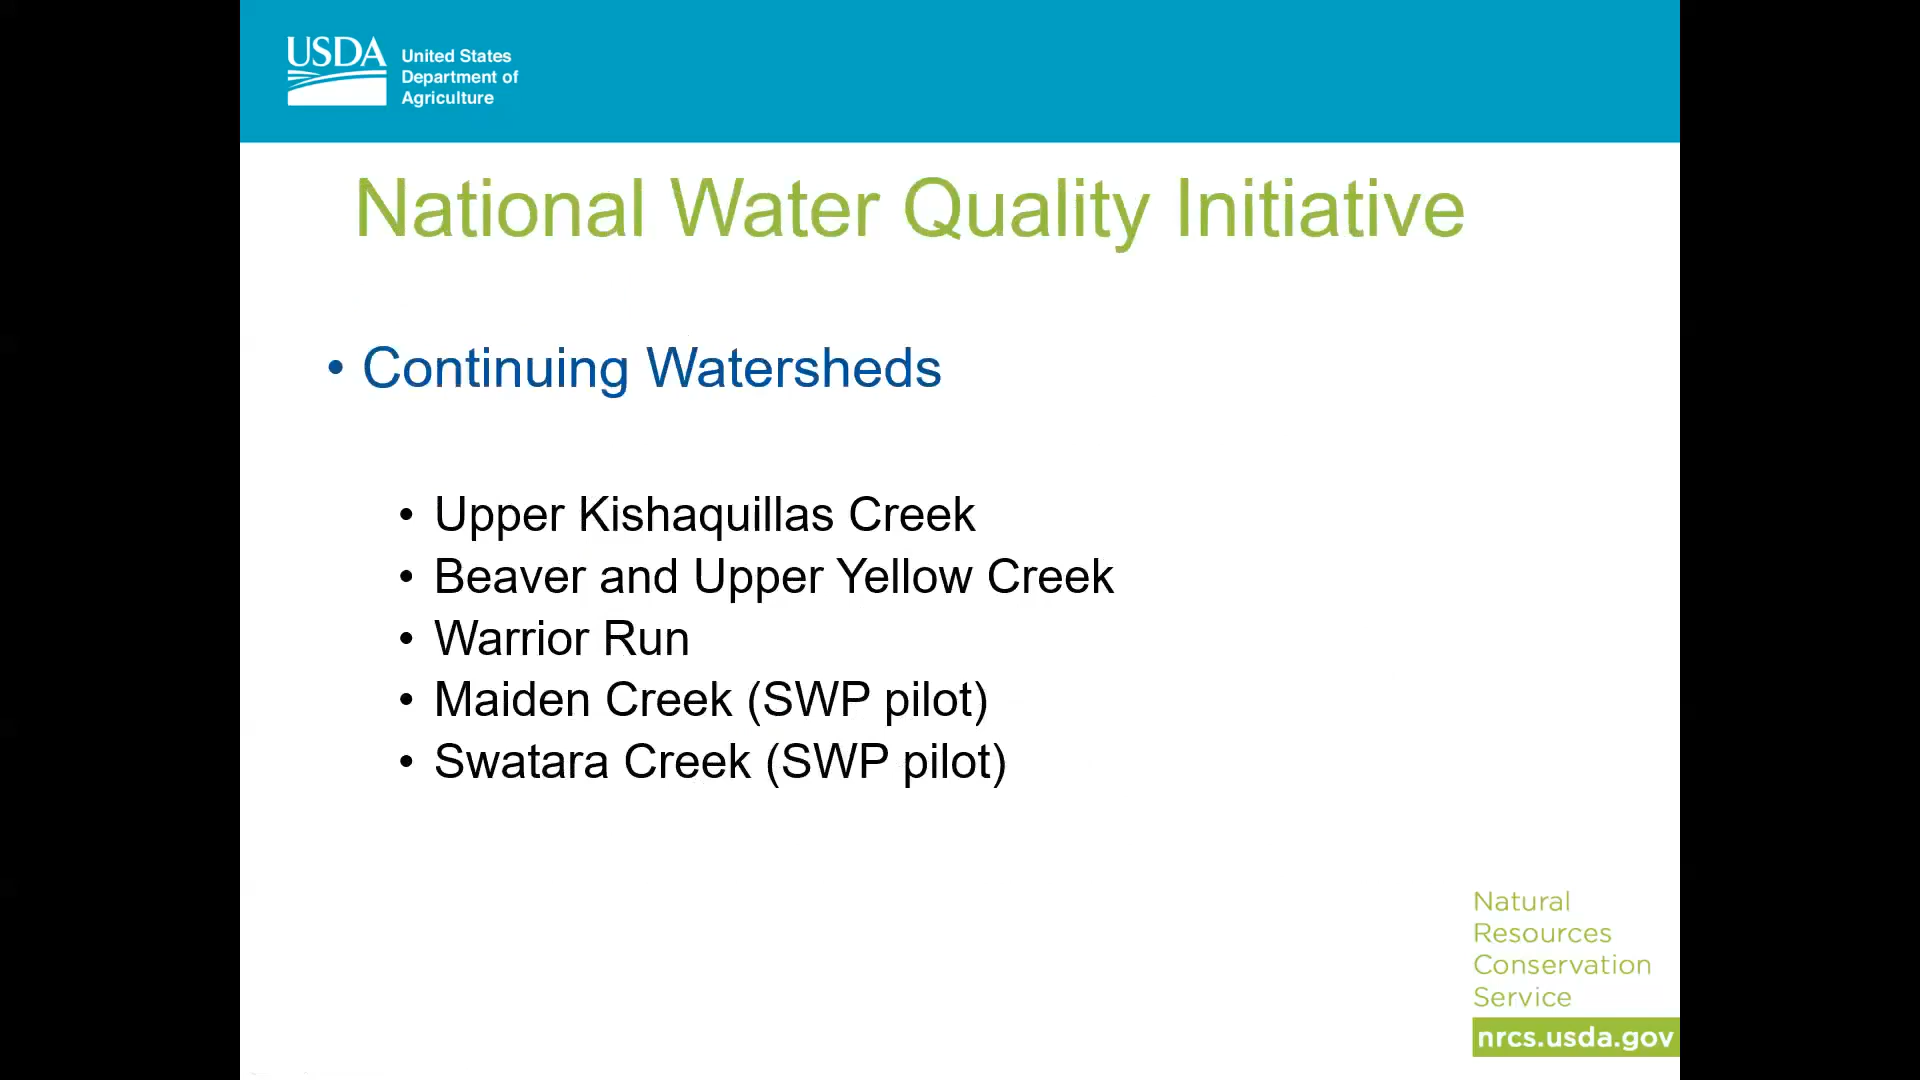 USDA
United States
Department of
Agriculture
National Water Quality Initiative
• Continuing Watersheds
• Upper Kishaquillas Creek
• Beaver and Upper Yellow Creek
• Warrior Run
• Maiden Creek (SWP pilot)
• Swatara Creek (SWP pilot)
Natural
Resources
Conservation
Service
nrcs.usda.gov